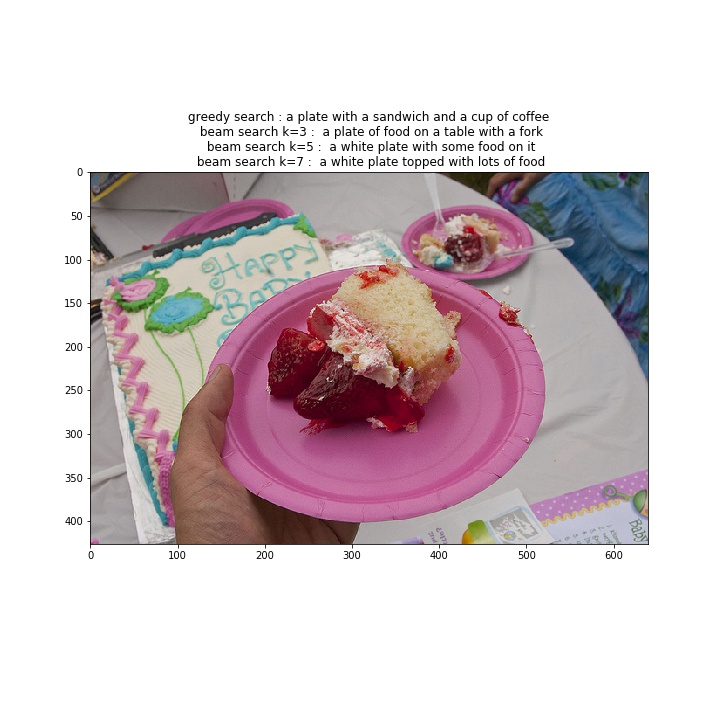 greedy search : a plate with a sandwich and a cup of coffee
beam search k=3 :  a plate of food on a table with a fork
beam search k=5 :  a white plate with some food on it
beam search k=7 :  a white plate topped with lots of food
0
50
100
150
200
250
300
350
400
0
100
200
300
400
500
600
HAPPY
BABY
BABY